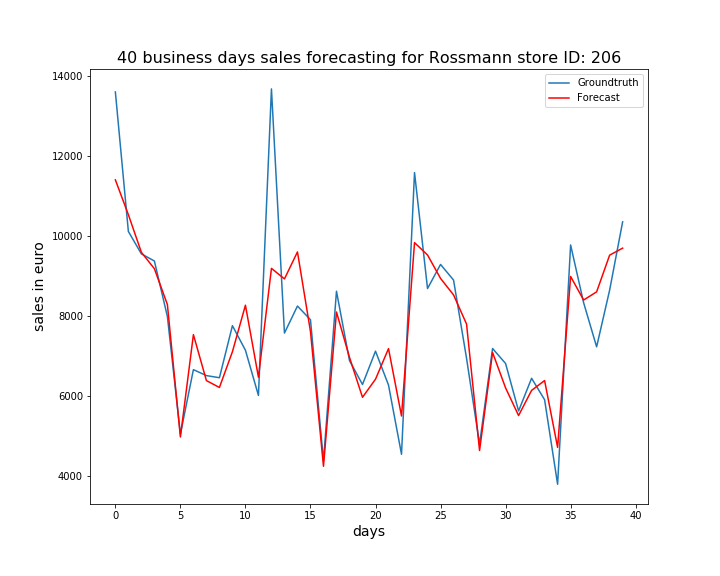 40 business days sales forecasting for Rossmann store ID: 206
Groundtruth
Forecast
14000
12000
10000
8000
6000
4000
sales in euro
0 5 10 15 20 25 30 35 40
days